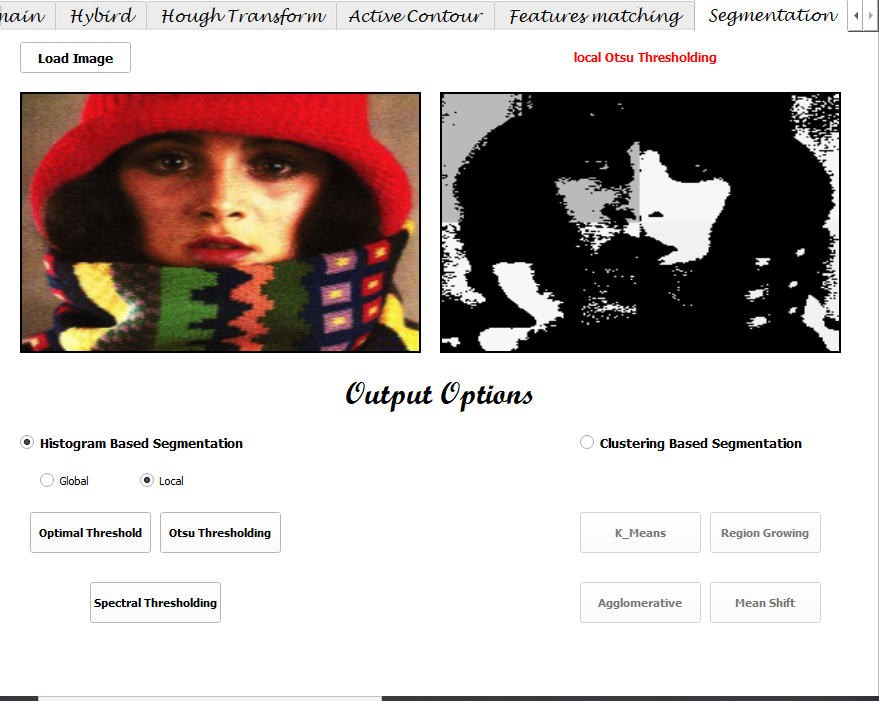 Hybird Hough Transform Active Contour Features matching Segmentation
Load Image
local Otsu Thresholding
Output Options
Histogram Based Segmentation
Clustering Based Segmentation
Global Local
Optimal Threshold Otsu Thresholding
K_Means Region Growing
Spectral Thresholding
Agglomerative Mean Shift